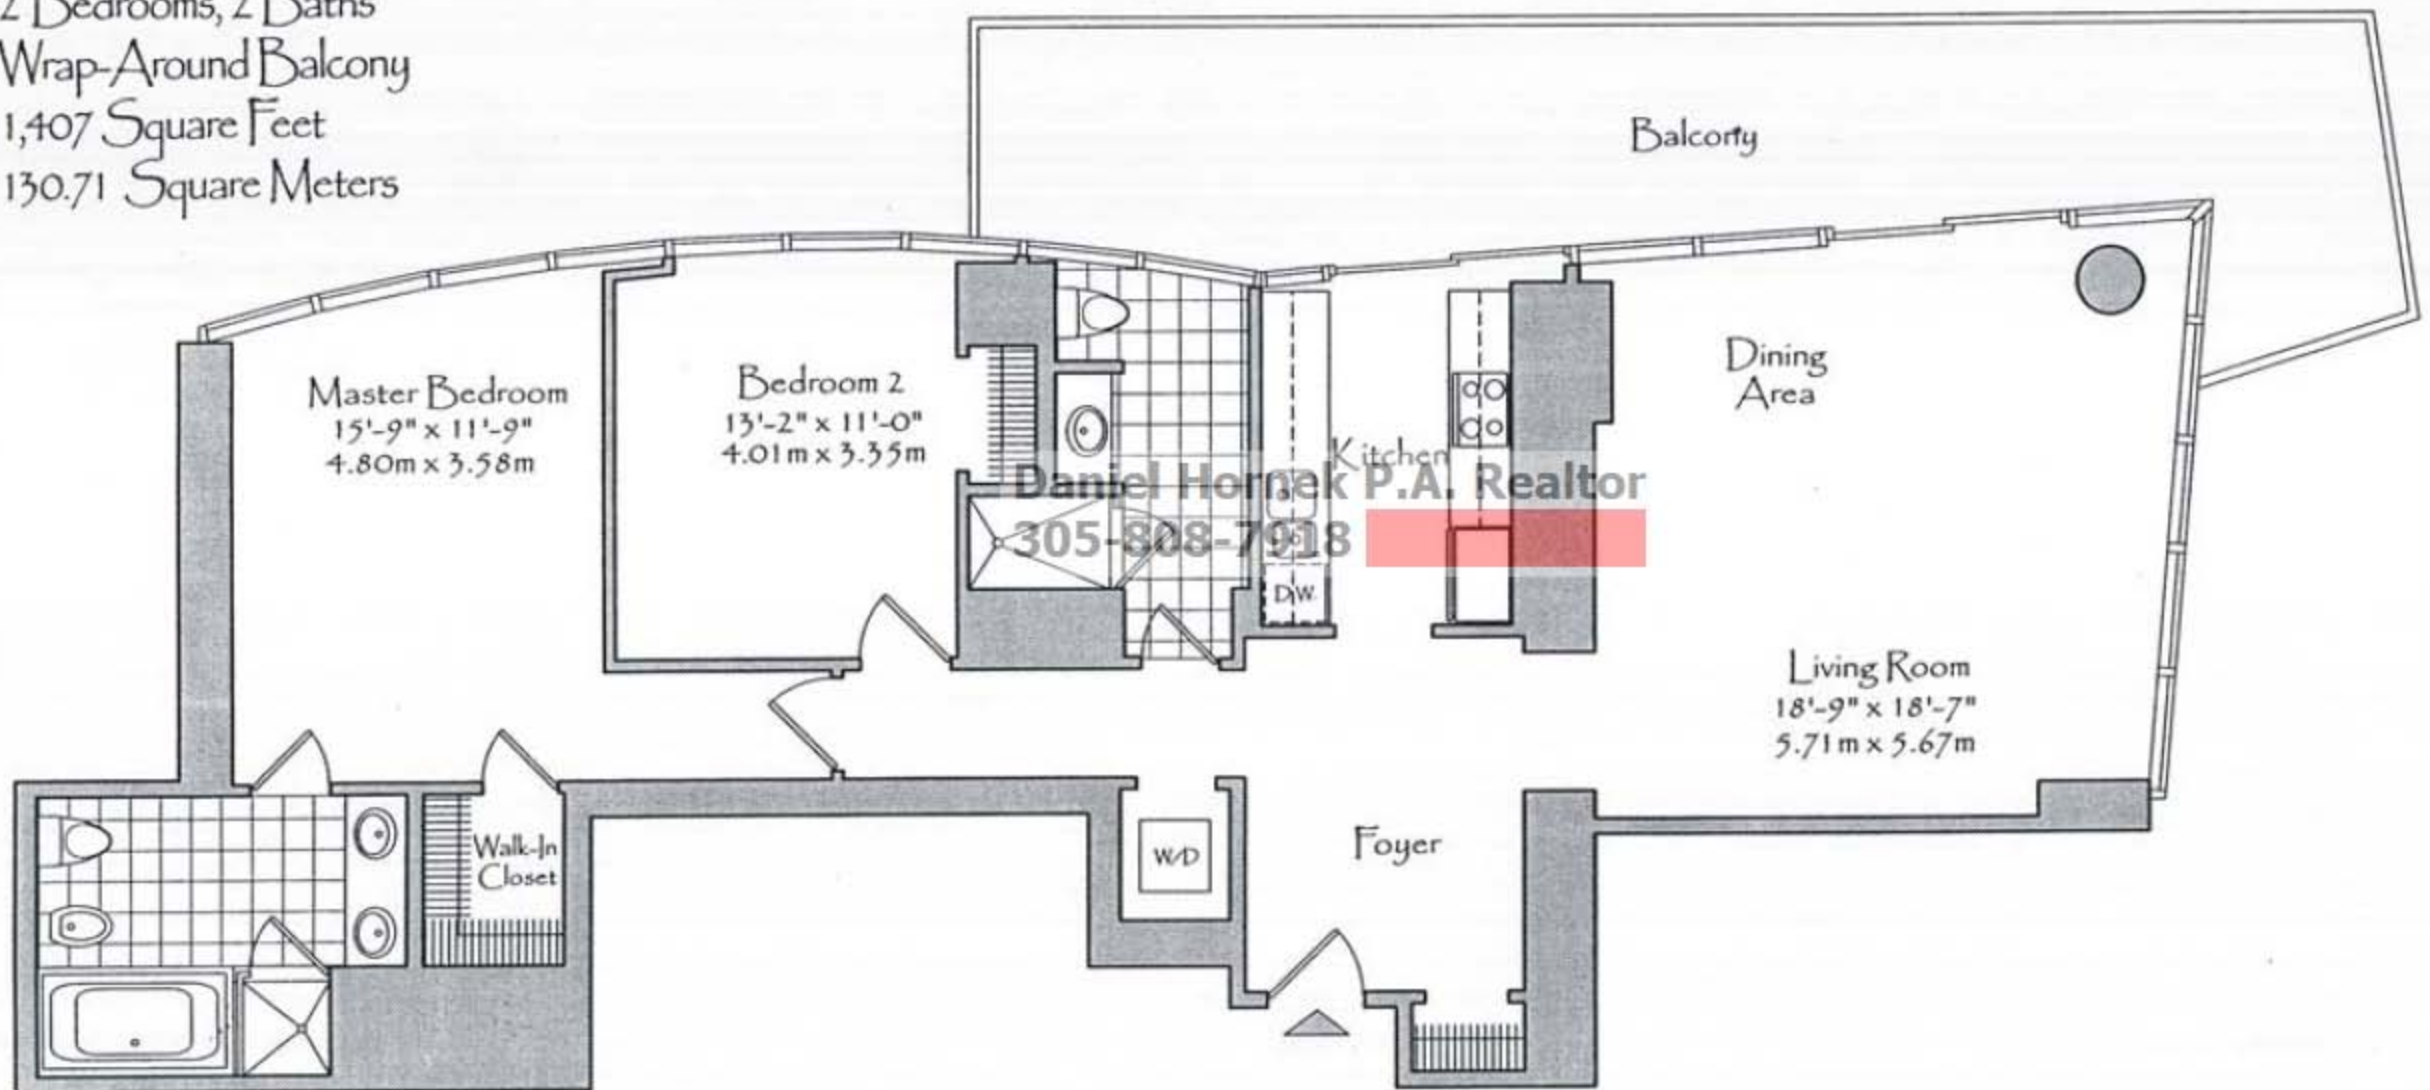 2 Bedrooms, 2 Baths
Wrap-Around Balcony
1,407 Square Feet
130.71 Square Meters
Balcony
Master Bedroom
15'-9" x 11'-9"
4.80m x 3.58m
Bedroom 2
13'-2" x 11'-0"
4.01m x 3.35m
Dining
Area
Kitchen
Daniel Hornek P.A. Realtor
305-808-7918
DW
Living Room
18'-9" x 18'-7"
5.71m x 5.67m
Walk-In
Closet
W/D
Foyer